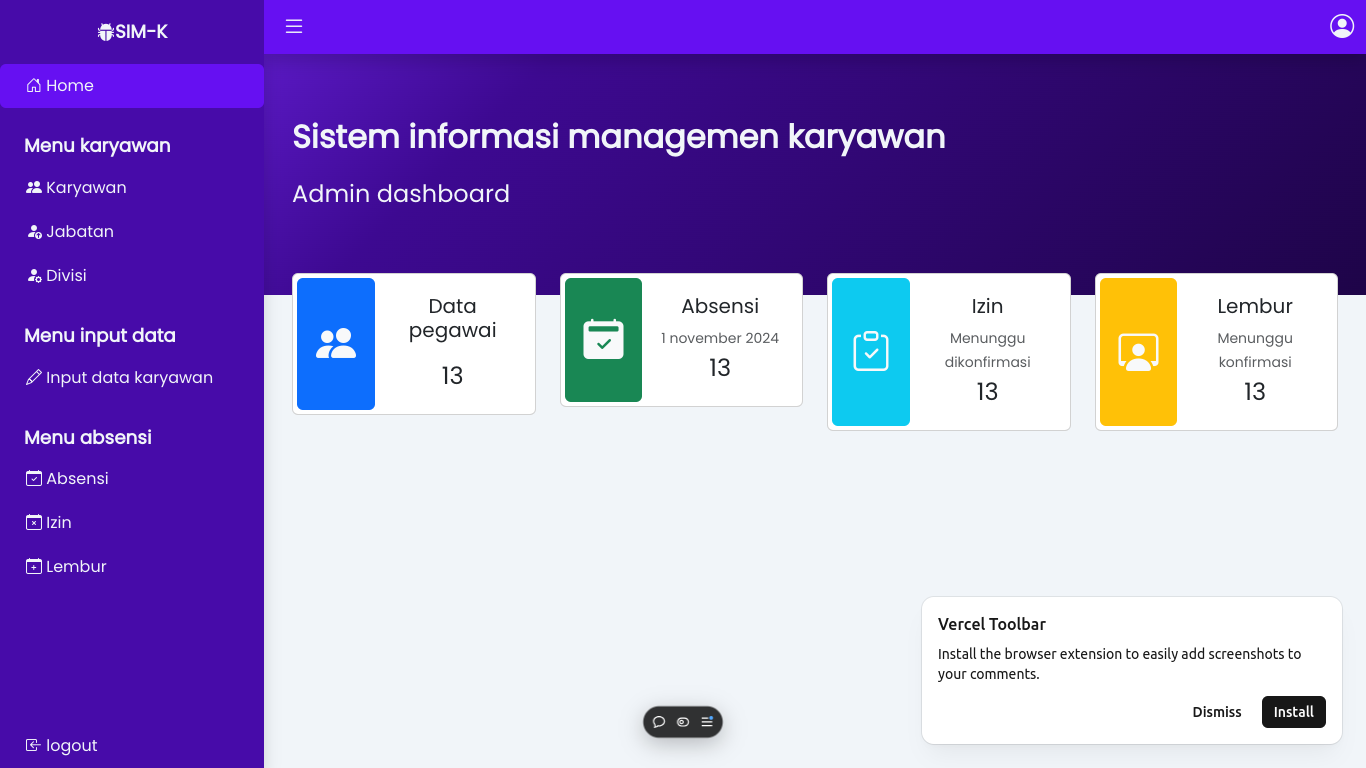 SIM-K
Home
Menu karyawan
Karyawan
Jabatan
Divisi
Menu input data
Input data karyawan
Menu absensi
Absensi
Izin
Lembur
logout
Sistem informasi managemen karyawan
Admin dashboard
Data
pegawai
13
Absensi
1 november 2024
13
Izin
Menunggu
dikonfirmasi
13
Lembur
Menunggu
konfirmasi
13
Vercel Toolbar
Install the browser extension to easily add screenshots to
your comments.
Dismiss
Install